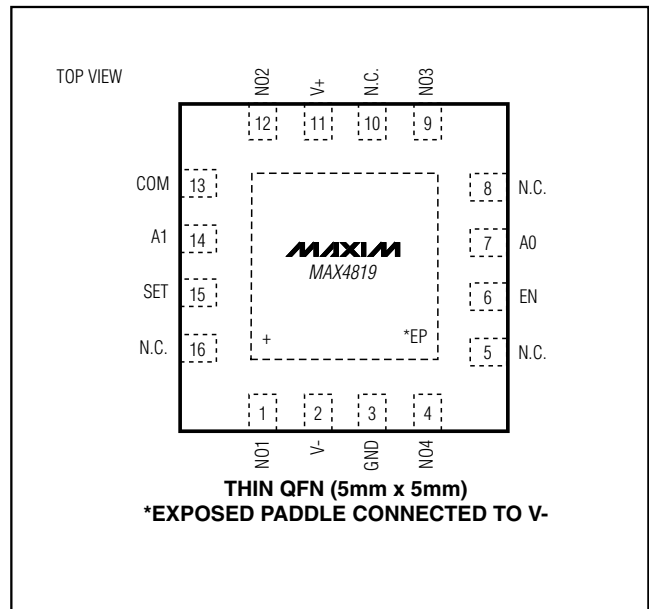 TOP VIEW
NO2
V+
N.C.
NO3
12
11
10
9
COM
13
8
N.C.
A1
14
7
A0
MAXIM
MAX4819
SET
15
6
EN
N.C.
16
+
*EP
5
N.C.
1
2
3
4
NO1
V-
GND
NO4
THIN QFN (5mm x 5mm)
*EXPOSED PADDLE CONNECTED TO V-